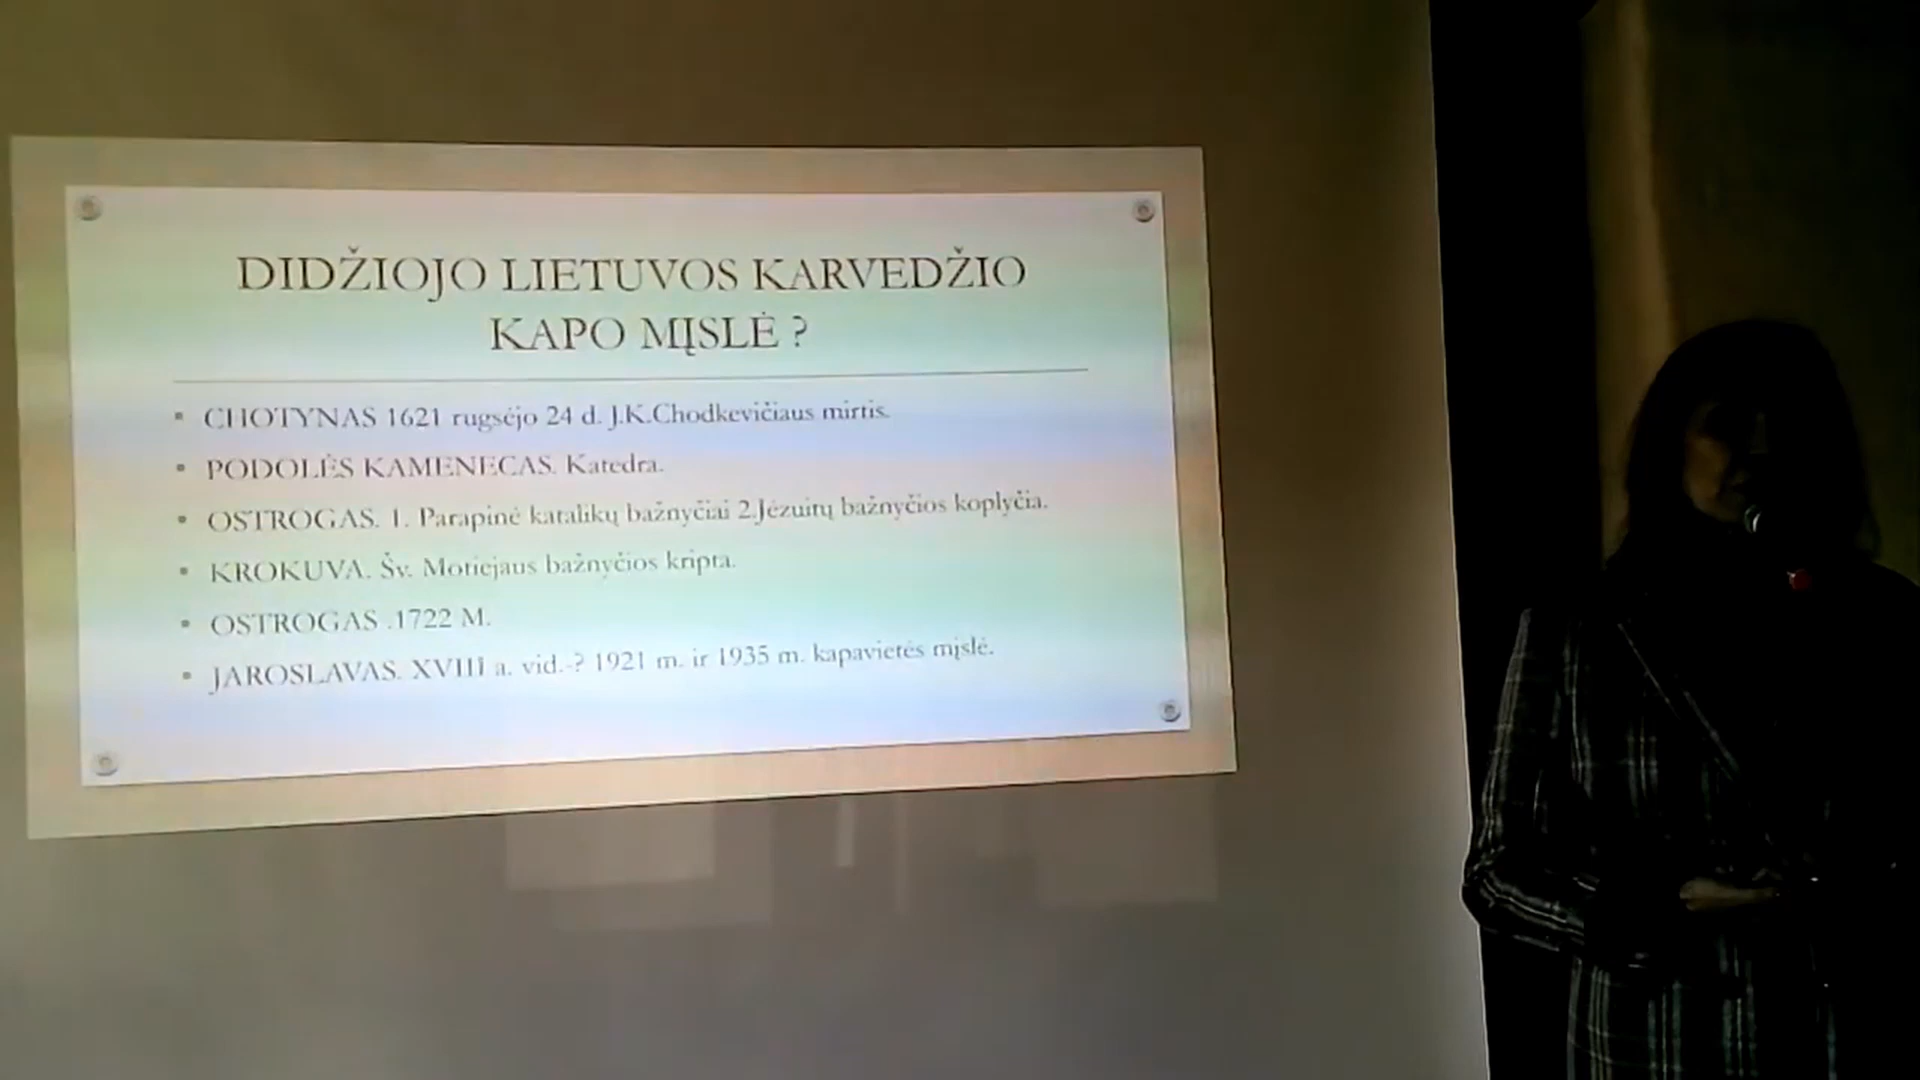 DIDŽIOJO LIETUVOS KARVEDŽIO
KAPO MĮSLĖ ?
▪ CHOTYNAS 1621 rugsėjo 24 d. J.K.Chodkevičiaus mirtis.
▪ PODOLĖS KAMENECAS. Katedra.
▪ OSTROGAS. 1. Parapinė katalikų bažnyčiai 2.Jėzuitų bažnyčios koplyčia.
▪ KROKUVA. Šv. Motiejaus bažnyčios kripta.
▪ OSTROGAS .1722 M.
▪ JAROSLAVAS. XVIII a. vid.-? 1921 m. ir 1935 m. kapavietės mįslė.